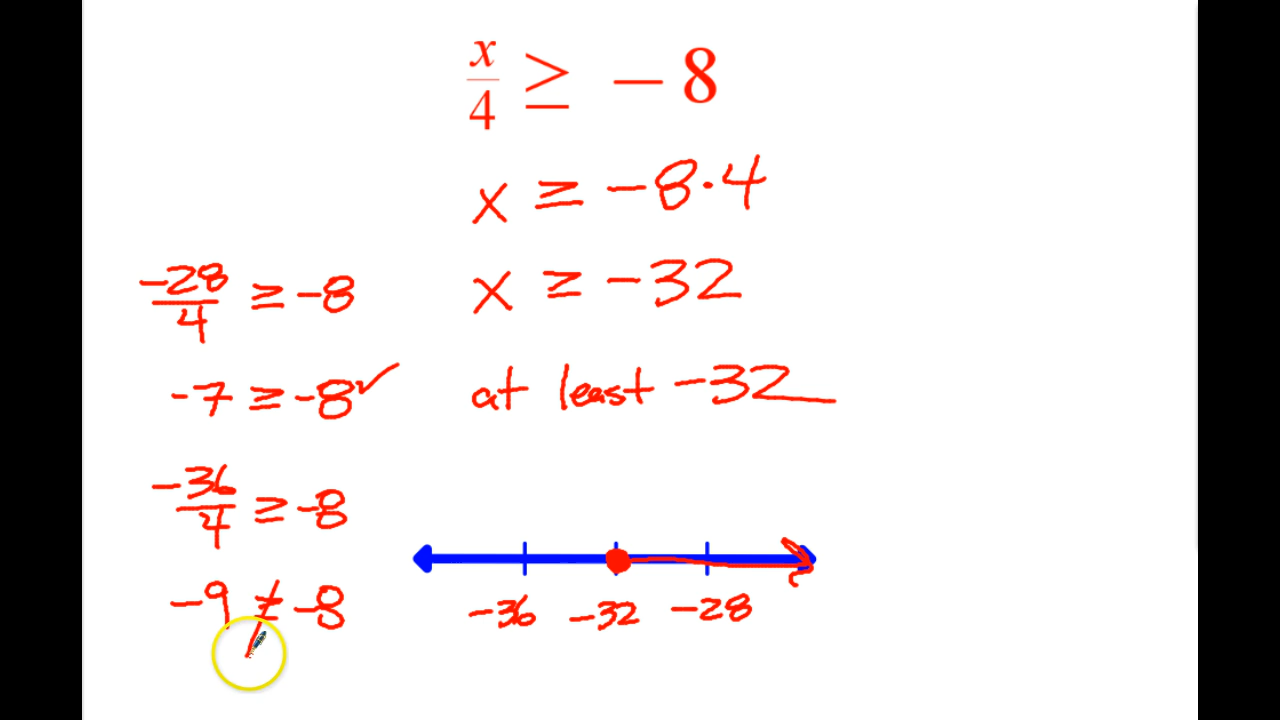 x/4 ≥ − 8
x ≥ −8·4
x ≥ −32
at least −32
−28/4 ≥ −8
−7 ≥ −8 ✓
−36/4 ≥ −8
−9 ≱ −8
−36 −32 −28